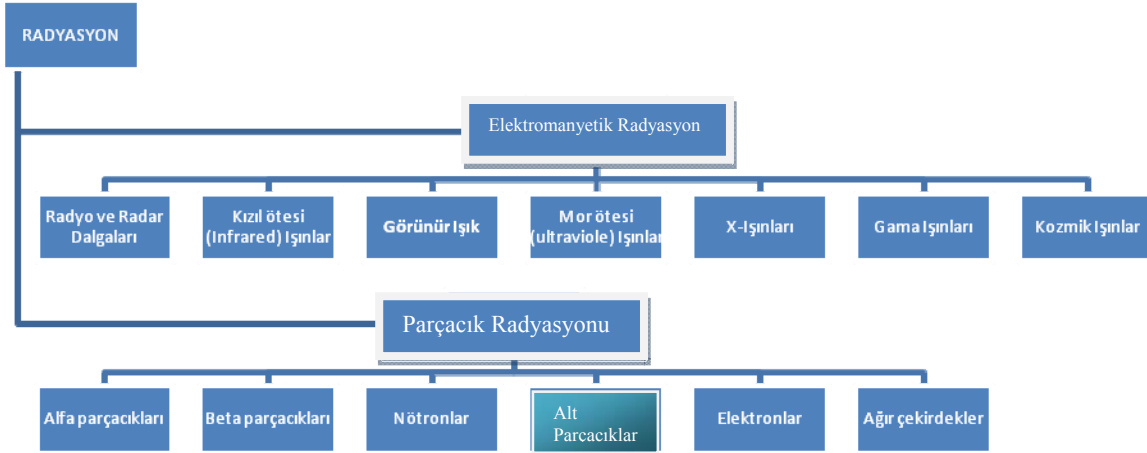 RADYASYON
Elektromanyetik Radyasyon
Radyo ve Radar
Dalgaları
Kızıl ötesi
(Infrared) Işınlar
Görünür Işık
Mor ötesi
(ultraviole) Işınlar
X-Işınları
Gama Işınları
Kozmik Işınlar
Parçacık Radyasyonu
Alfa parçacıkları
Beta parçacıkları
Nötronlar
Alt
Parcacıklar
Elektronlar
Ağır çekirdekler